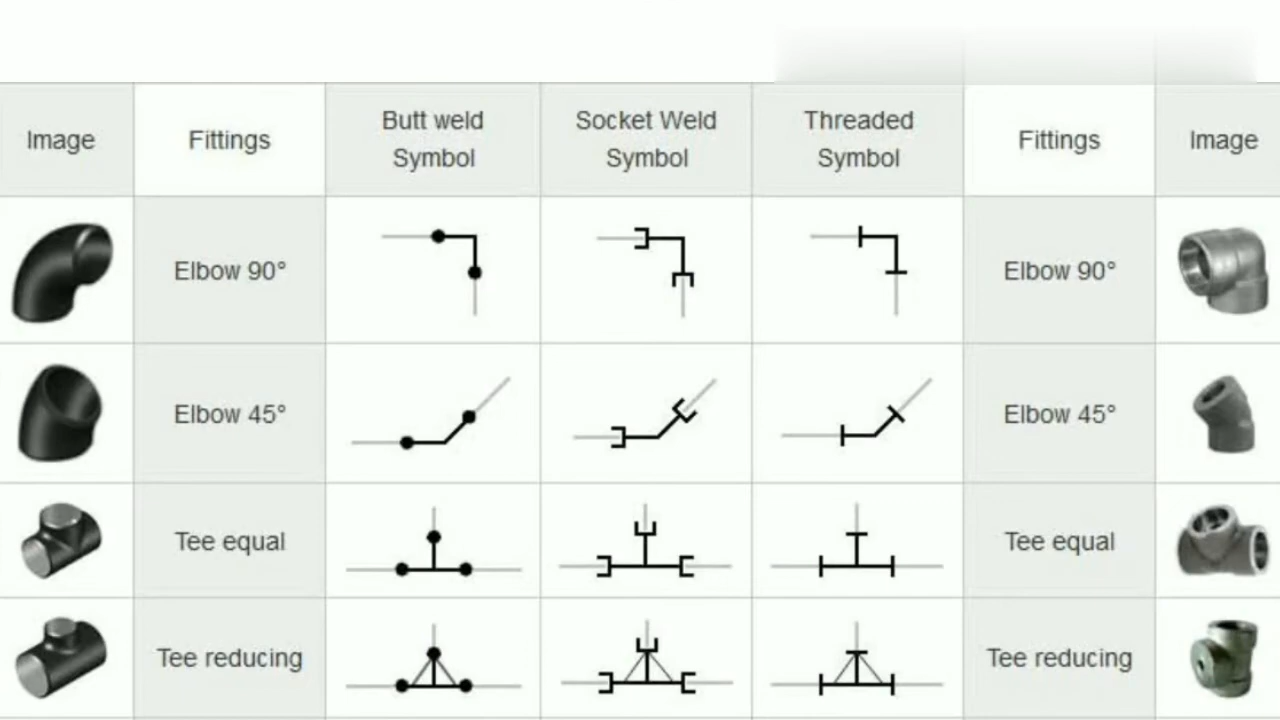 Image
Fittings
Butt weld
Symbol
Socket Weld
Symbol
Threaded
Symbol
Fittings
Image
Elbow 90°
Elbow 90°
Elbow 45°
Elbow 45°
Tee equal
Tee equal
Tee reducing
Tee reducing